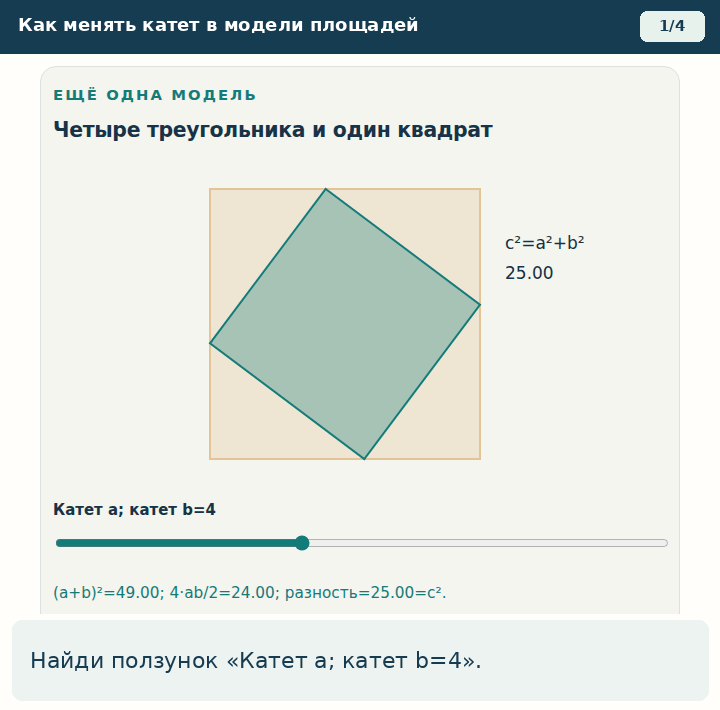 Как менять катет в модели площадей
1/4
ЕЩЁ ОДНА МОДЕЛЬ
Четыре треугольника и один квадрат
c²=a²+b²
25.00
Катет a; катет b=4
(a+b)²=49.00; 4·ab/2=24.00; разность=25.00=c².
Найди ползунок «Катет a; катет b=4».